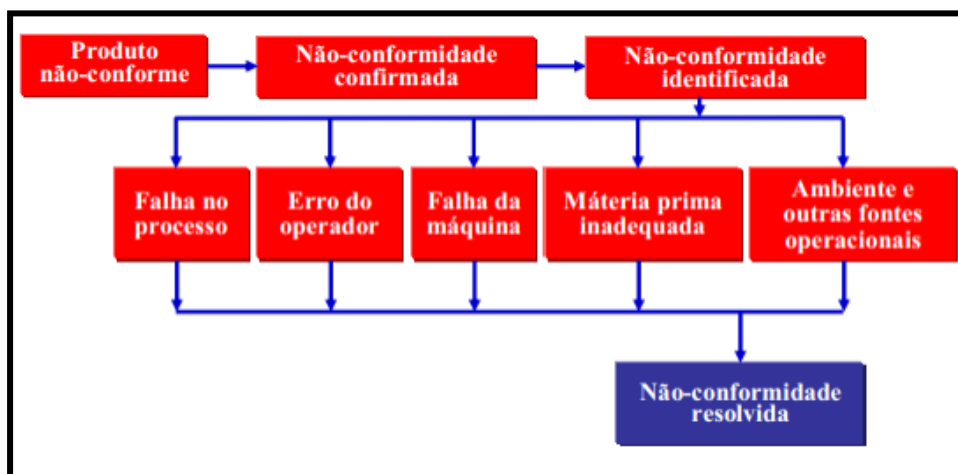 Produto
não-conforme
Não-conformidade
confirmada
Não-conformidade
identificada
Falha no
processo
Erro do
operador
Falha da
máquina
Máteria prima
inadequada
Ambiente e
outras fontes
operacionais
Não-conformidade
resolvida